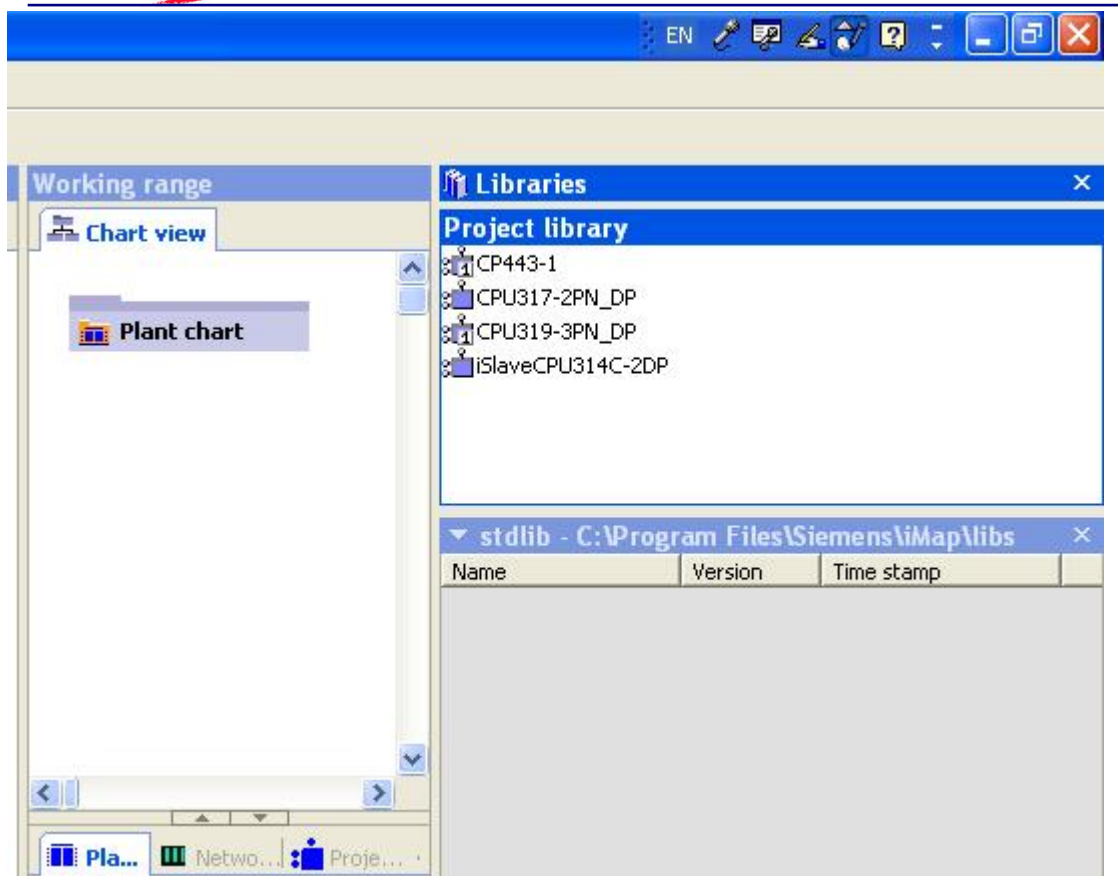 EN
Working range
Chart view
Plant chart
Pla...
Netwo...
Proje...
Libraries
Project library
CP443-1
CPU317-2PN_DP
CPU319-3PN_DP
iSlaveCPU314C-2DP
stdlib - C:\Program Files\Siemens\iMap\libs
Name Version Time stamp